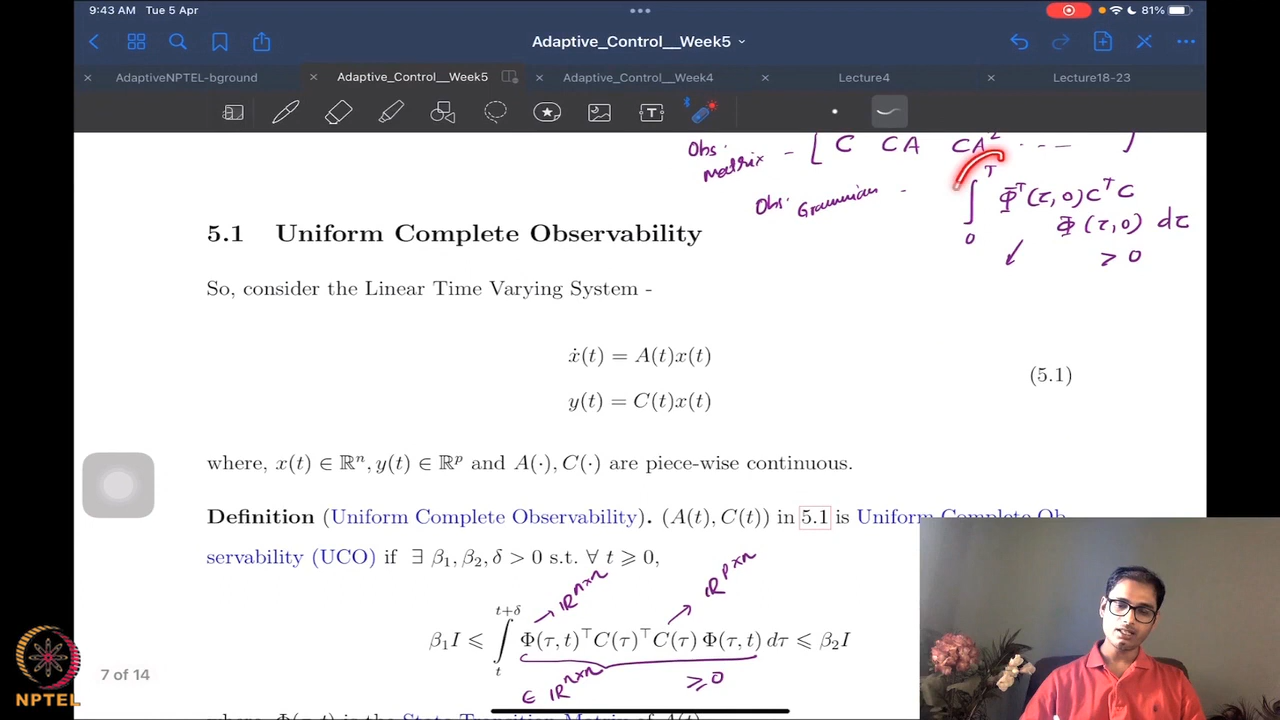 9:43 AM Tue 5 Apr
81%
Adaptive_Control__Week5
AdaptiveNPTEL-bground
Adaptive_Control__Week5
Adaptive_Control__Week4
Lecture4
Lecture18-23
Obs. matrix - [ C CA CA² ... ]
Obs. Grammian - ∫₀ᵀ Φᵀ(τ,0)CᵀC
Φ(τ,0) dτ
> 0
5.1 Uniform Complete Observability
So, consider the Linear Time Varying System -
ẋ(t) = A(t)x(t)
y(t) = C(t)x(t)
(5.1)
where, x(t) ∈ ℝⁿ, y(t) ∈ ℝᵖ and A(·), C(·) are piece-wise continuous.
Definition (Uniform Complete Observability). (A(t), C(t)) in 5.1 is Uniform Complete Ob-
servability (UCO) if ∃ β₁, β₂, δ > 0 s.t. ∀ t ⩾ 0,
ℝⁿˣⁿ ℝᵖˣⁿ
β₁I ⩽ ∫ₜᵗ⁺ᵟ Φ(τ, t)ᵀC(τ)ᵀC(τ) Φ(τ, t) dτ ⩽ β₂I
∈ ℝⁿˣⁿ ≥ 0
7 of 14
NPTEL